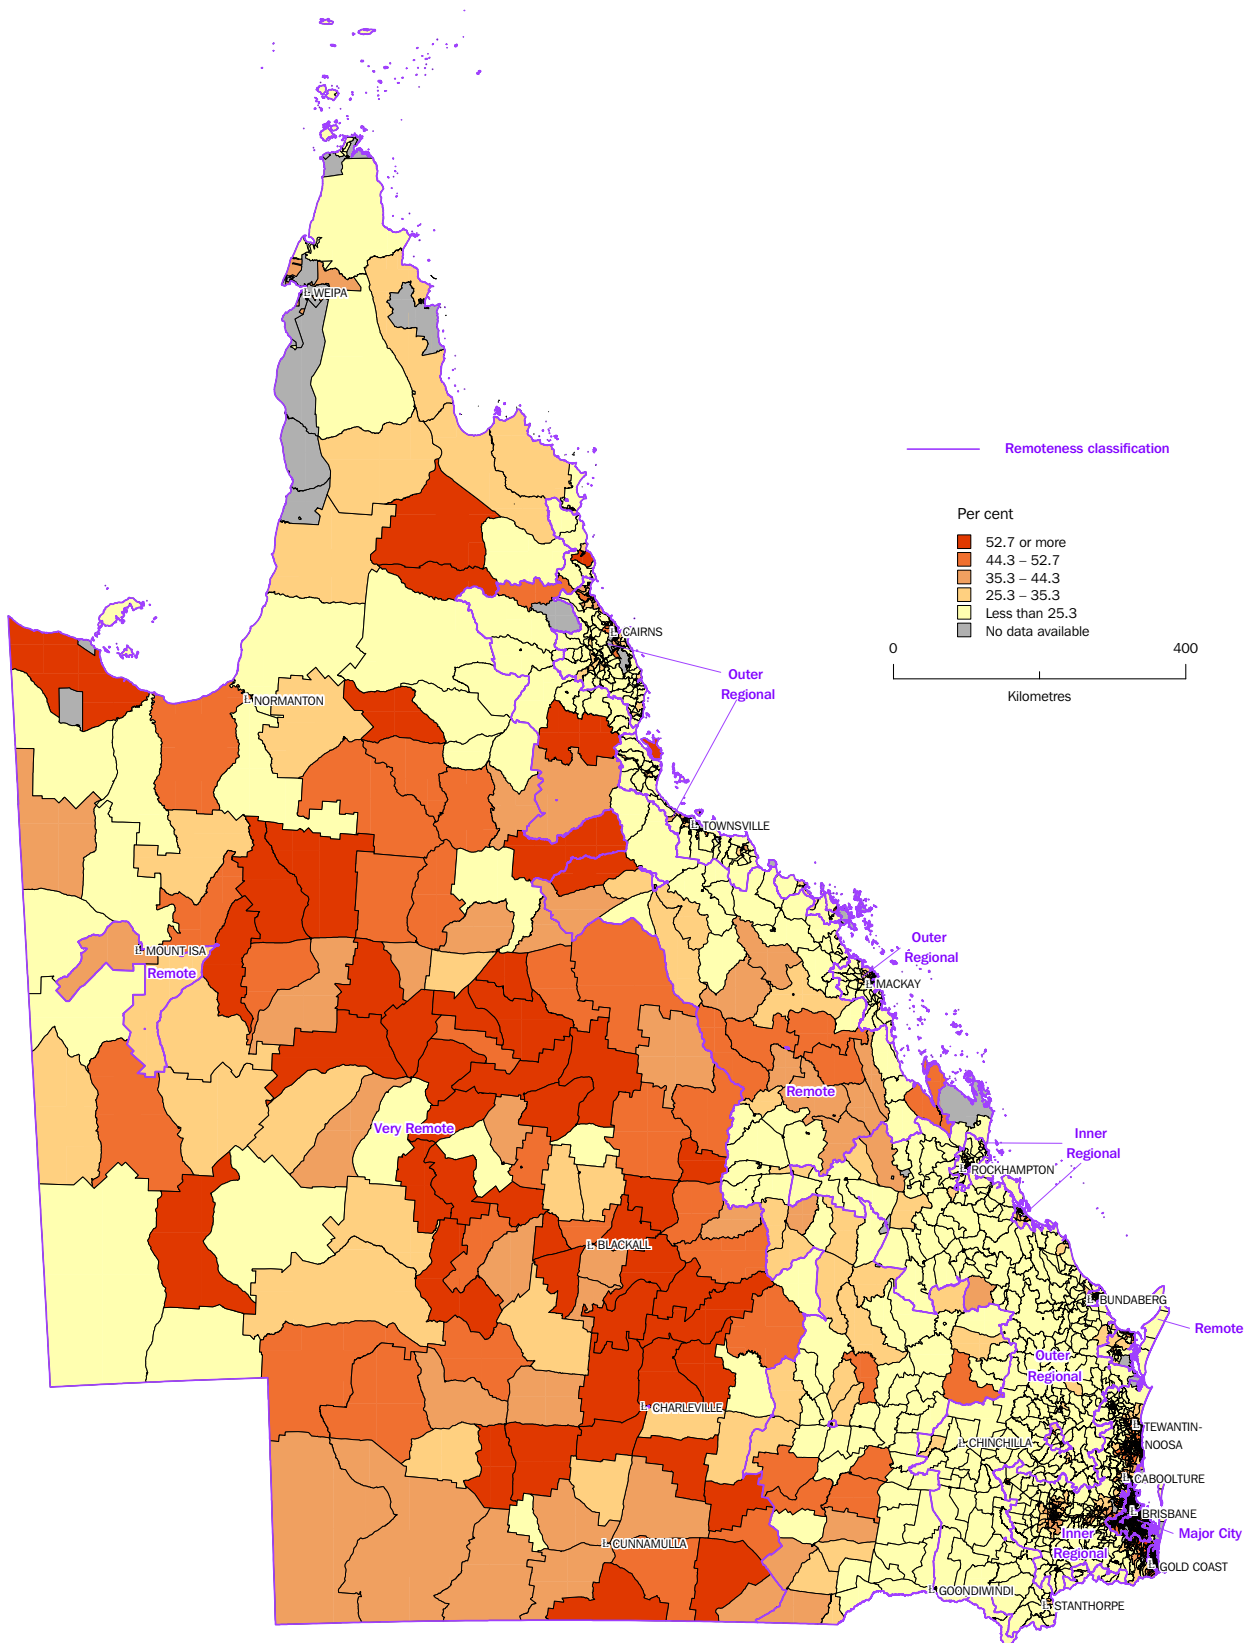 WEIPA
Remoteness classification
Per cent
52.7 or more
44.3 – 52.7
35.3 – 44.3
25.3 – 35.3
Less than 25.3
No data available
CAIRNS
0 400
Kilometres
Outer
Regional
NORMANTON
TOWNSVILLE
MOUNT ISA
Remote
Outer
Regional
MACKAY
Remote
Very Remote
Inner
Regional
ROCKHAMPTON
BLACKALL
BUNDABERG
Remote
Outer
Regional
CHARLEVILLE
TEWANTIN-
NOOSA
CHINCHILLA
CABOOLTURE
BRISBANE
Major City
CUNNAMULLA
Inner
Regional
GOLD COAST
GOONDIWINDI
STANTHORPE